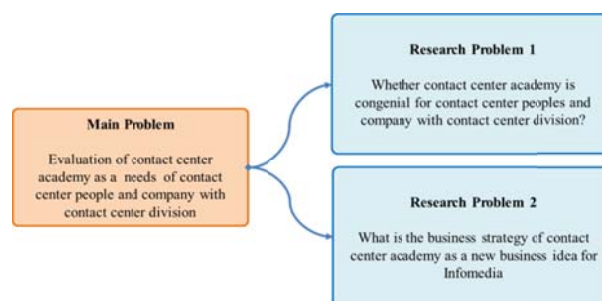 Main Problem
Evaluation of contact center
academy as a needs of contact
center people and company with
contact center division
Research Problem 1
Whether contact center academy is
congenial for contact center peoples and
company with contact center division?
Research Problem 2
What is the business strategy of contact
center academy as a new business idea for
Infomedia